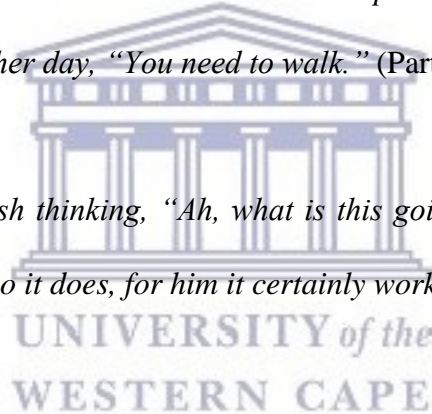 her day, "You need to walk." (Part
sh thinking, "Ah, what is this goi
o it does, for him it certainly work
UNIVERSITY of the
WESTERN CAPE